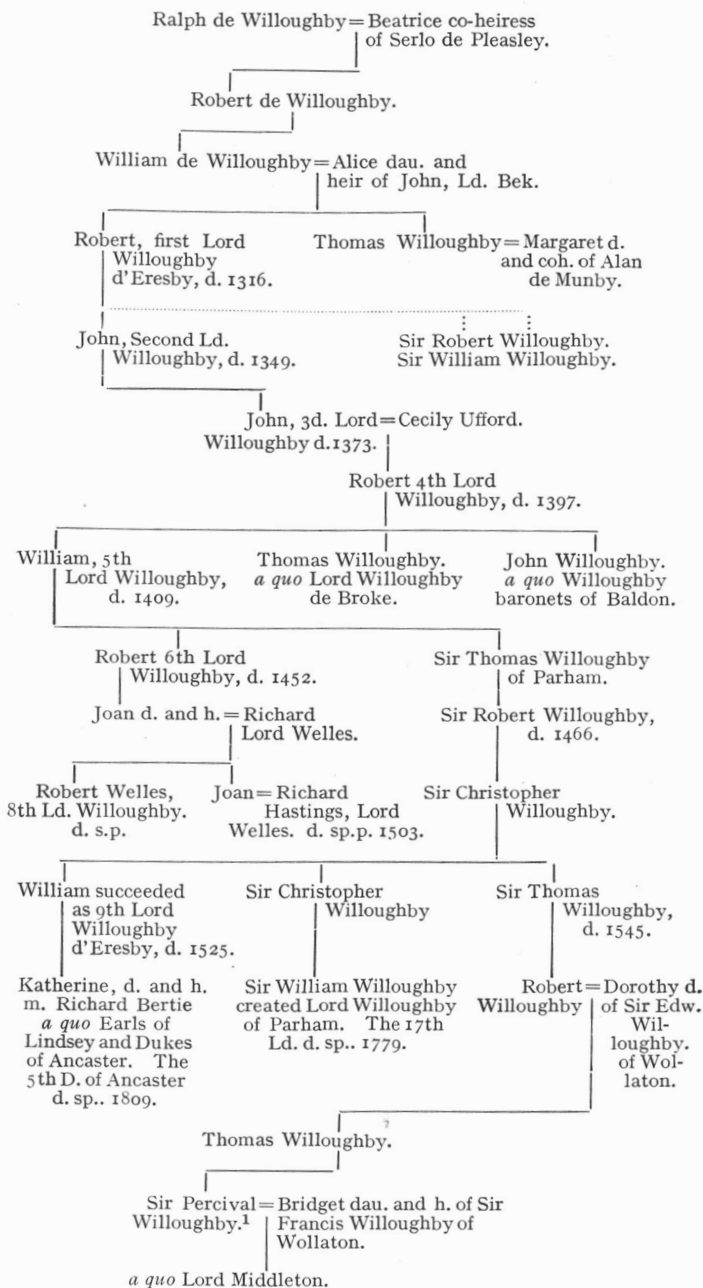 Ralph de Willoughby = Beatrice co-heiress
of Serlo de Pleasley.
Robert de Willoughby.
William de Willoughby = Alice dau. and
heir of John, Ld. Bek.
Robert, first Lord
Willoughby
d'Eresby, d. 1316.
Thomas Willoughby = Margaret d.
and coh. of Alan
de Munby.
John, Second Ld.
Willoughby, d. 1349.
Sir Robert Willoughby.
Sir William Willoughby.
John, 3d. Lord = Cecily Ufford.
Willoughby d. 1373.
Robert 4th Lord
Willoughby, d. 1397.
William, 5th
Lord Willoughby,
d. 1409.
Thomas Willoughby.
a quo Lord Willoughby
de Broke.
John Willoughby.
a quo Willoughby
baronets of Baldon.
Robert 6th Lord
Willoughby, d. 1452.
Sir Thomas Willoughby
of Parham.
Joan d. and h. = Richard
Lord Welles.
Sir Robert Willoughby,
d. 1466.
Robert Welles,
8th Ld. Willoughby.
d. s.p.
Joan = Richard
Hastings, Lord
Welles. d. sp.p. 1503.
Sir Christopher
Willoughby.
William succeeded
as 9th Lord
Willoughby
d'Eresby, d. 1525.
Sir Christopher
Willoughby
Sir Thomas
Willoughby,
d. 1545.
Katherine, d. and h.
m. Richard Bertie
a quo Earls of
Lindsey and Dukes
of Ancaster. The
5th D. of Ancaster
d. sp.. 1809.
Sir William Willoughby
created Lord Willoughby
of Parham. The 17th
Ld. d. sp.. 1779.
Robert = Dorothy d.
Willoughby of Sir Edw.
Wil-
loughby.
of Wol-
laton.
Thomas Willoughby.
Sir Percival = Bridget dau. and h. of Sir
Willoughby.¹ Francis Willoughby of
Wollaton.
a quo Lord Middleton.